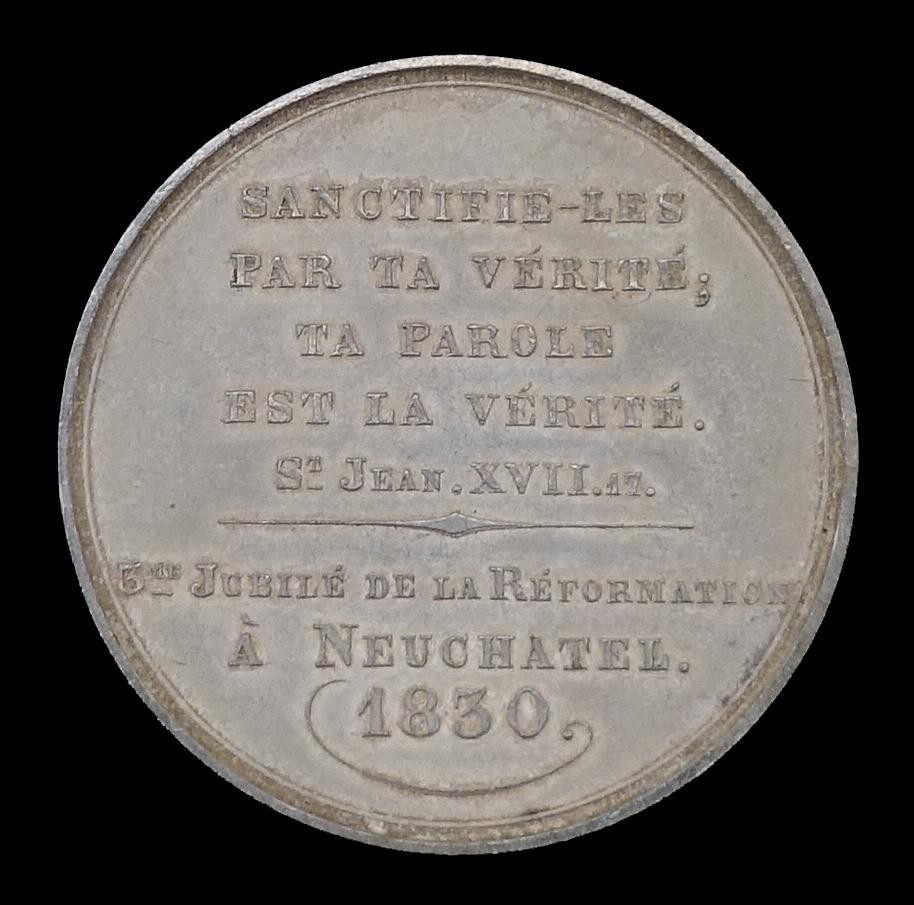 SANCTIFIE-LES
PAR TA VÉRITÉ;
TA PAROLE
EST LA VÉRITÉ.
ST JEAN.XVII.17.
3ME JUBILÉ DE LA RÉFORMATION
À NEUCHATEL.
1830.